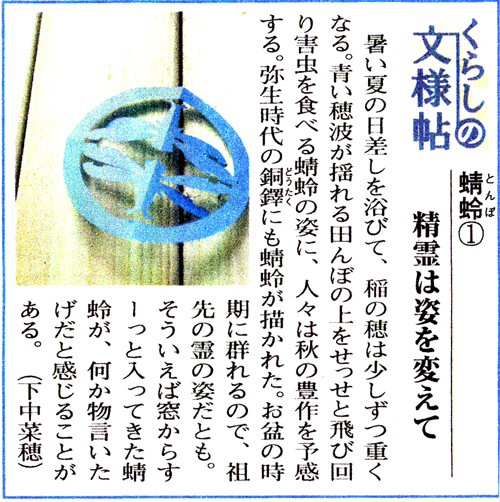 くらしの
文様帖
蜻蛉①
とんぼ
精霊は姿を変えて
暑い夏の日差しを浴びて、稲の穂は少しずつ重く
なる。青い穂波が揺れる田んぼの上をせっせと飛び回
り害虫を食べる蜻蛉の姿に、人々は秋の豊作を予感
する。弥生時代の銅鐸にも蜻蛉が描かれた。お盆の時
どうたく
期に群れるので、祖
先の霊の姿だとも。
そういえば窓からす
ーっと入ってきた蜻
蛉が、何か物言いた
げだと感じることが
ある。（下中菜穂）